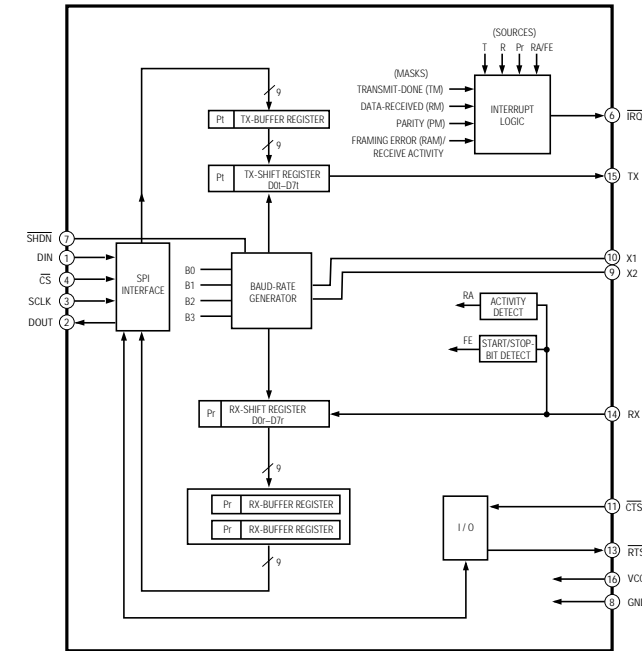 (SOURCES)
T R Pr RA/FE
(MASKS)
TRANSMIT-DONE (TM)
DATA-RECEIVED (RM)
PARITY (PM)
FRAMING ERROR (RAM)/
RECEIVE ACTIVITY
INTERRUPT
LOGIC
6 IRQ
9
Pt TX-BUFFER REGISTER
9
Pt TX-SHIFT REGISTER
D0t–D7t
15 TX
SHDN 7
DIN 1
CS 4
SCLK 3
DOUT 2
SPI
INTERFACE
B0
B1
B2
B3
BAUD-RATE
GENERATOR
10 X1
9 X2
RA
ACTIVITY
DETECT
FE
START/STOP-
BIT DETECT
Pr RX-SHIFT REGISTER
D0r–D7r
14 RX
9
Pr RX-BUFFER REGISTER
Pr RX-BUFFER REGISTER
9
I / O
11 CTS
13 RTS
16 VCC
8 GND